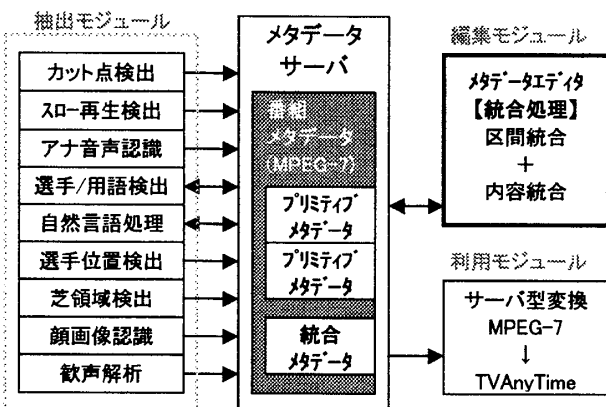 抽出モジュール
カット点検出
スロー再生検出
アナ音声認識
選手/用語検出
自然言語処理
選手位置検出
芝領域検出
顔画像認識
歓声解析
メタデータ
サーバ
番組
メタデータ
(MPEG-7)
プリミティブ
メタデータ
プリミティブ
メタデータ
統合
メタデータ
編集モジュール
メタデータエディタ
【統合処理】
区間統合
+
内容統合
利用モジュール
サーバ型変換
MPEG-7
↓
TVAnyTime